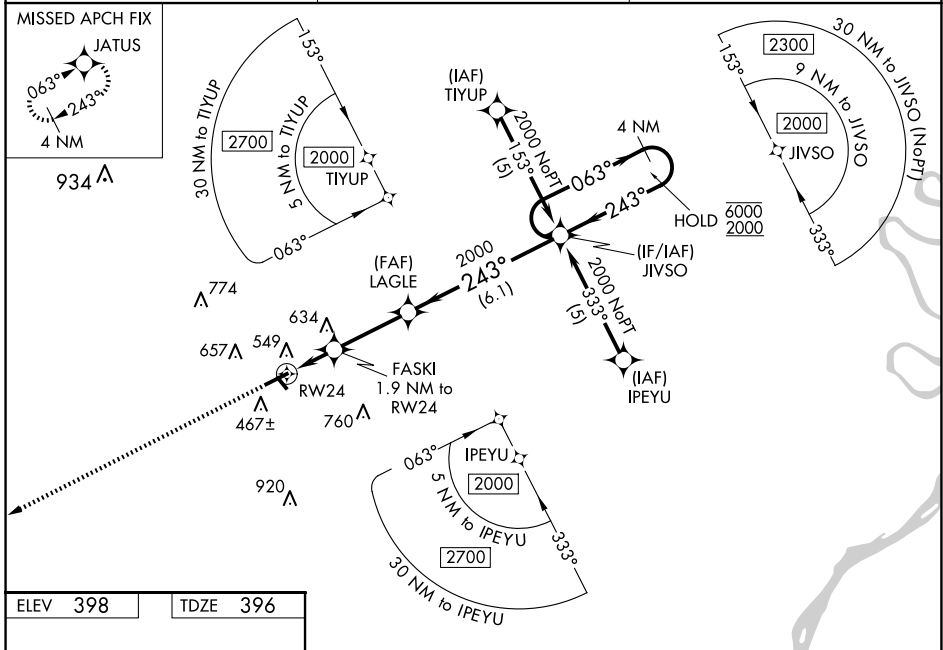 MISSED APCH FIX
JATUS
063°
243°
4 NM
934
30 NM to TIYUP
2700
153°
5 NM to TIYUP
2000
TIYUP
063°
(IAF)
TIYUP
2000 NoPT
153°
(5)
4 NM
063°
243°
HOLD 6000
2000
(IF/IAF)
JIVSO
2300
30 NM to JIVSO (NoPT)
153°
9 NM to JIVSO
2000
JIVSO
333°
2000
243°
(6.1)
(FAF)
LAGLE
2000 NoPT
333°
(5)
(IAF)
IPEYU
774
634
657
549
FASKI
1.9 NM to
RW24
RW24
467±
760
920
063°
IPEYU
2000
5 NM to IPEYU
333°
2700
30 NM to IPEYU
ELEV 398
TDZE 396